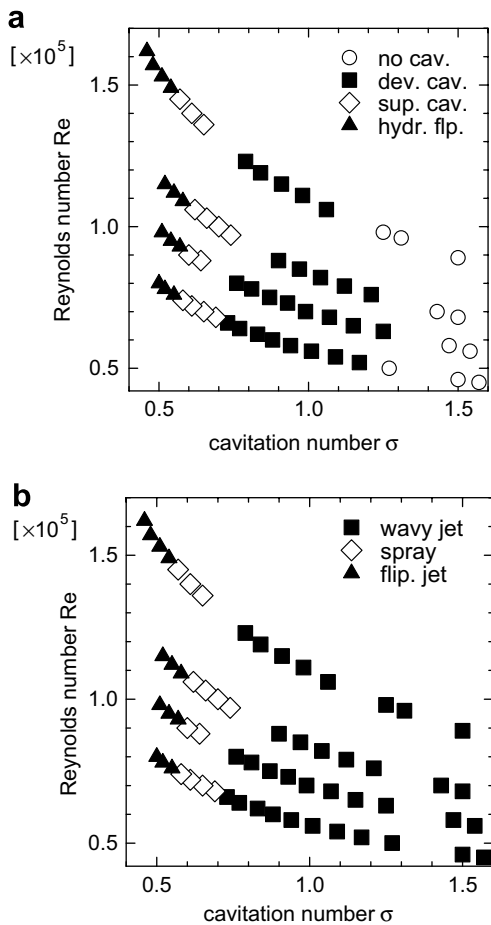 a
[×10⁵]
no cav.
dev. cav.
sup. cav.
hydr. flp.
1.5
1.0
0.5
Reynolds number Re
0.5 1.0 1.5
cavitation number σ
b
[×10⁵]
wavy jet
spray
flip. jet
1.5
1.0
0.5
Reynolds number Re
0.5 1.0 1.5
cavitation number σ